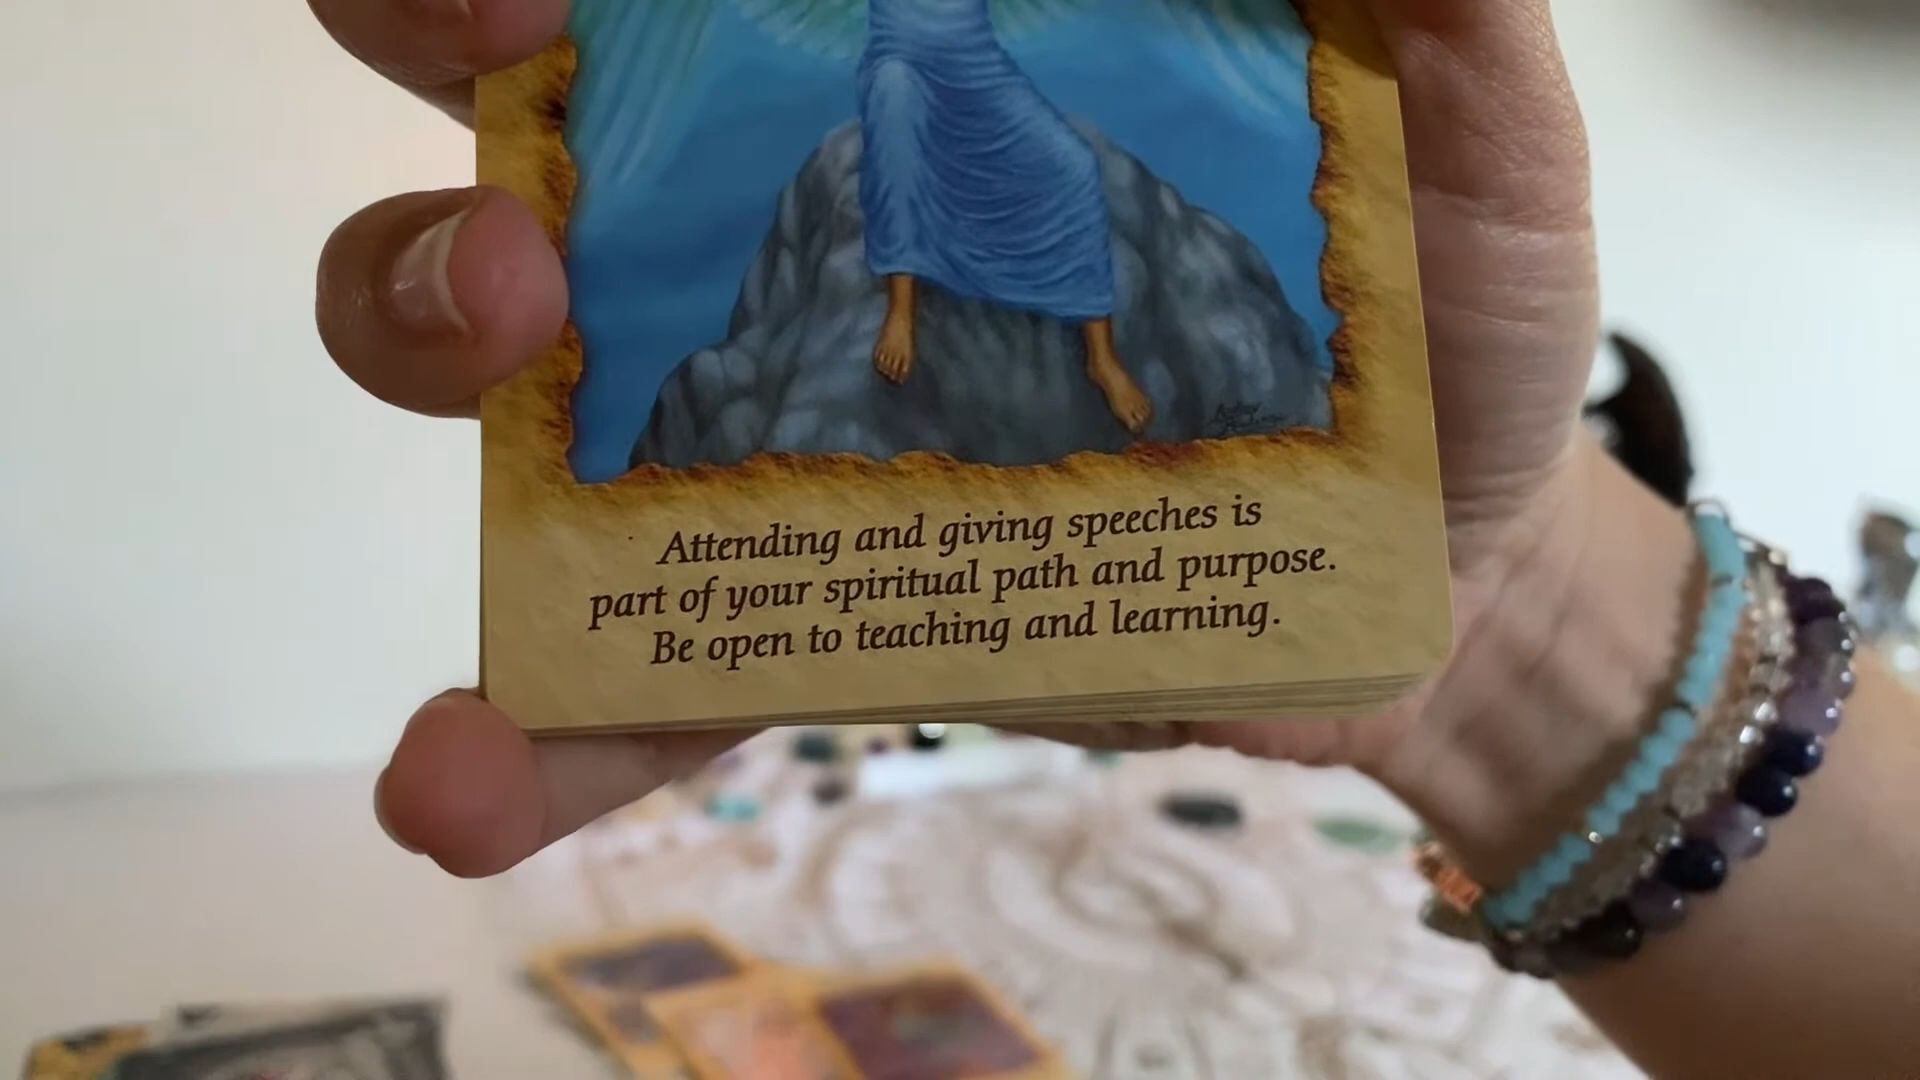 Attending and giving speeches is
part of your spiritual path and purpose.
Be open to teaching and learning.